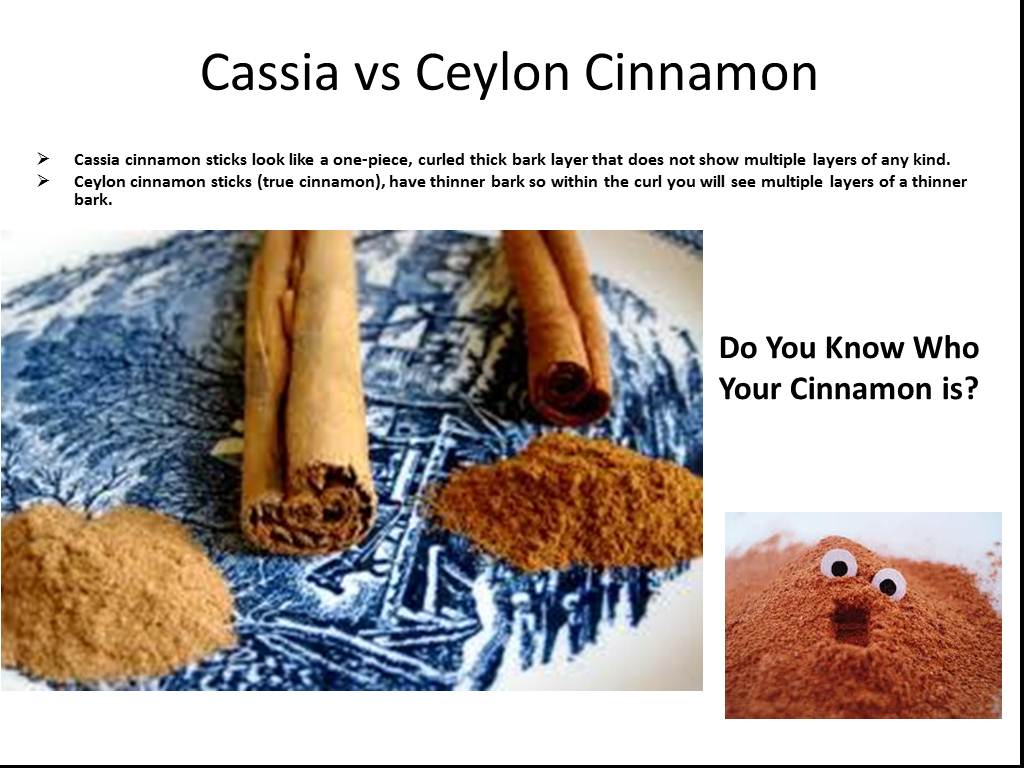 Cassia vs Ceylon Cinnamon
➢ Cassia cinnamon sticks look like a one-piece, curled thick bark layer that does not show multiple layers of any kind.
➢ Ceylon cinnamon sticks (true cinnamon), have thinner bark so within the curl you will see multiple layers of a thinner
bark.
Do You Know Who
Your Cinnamon is?